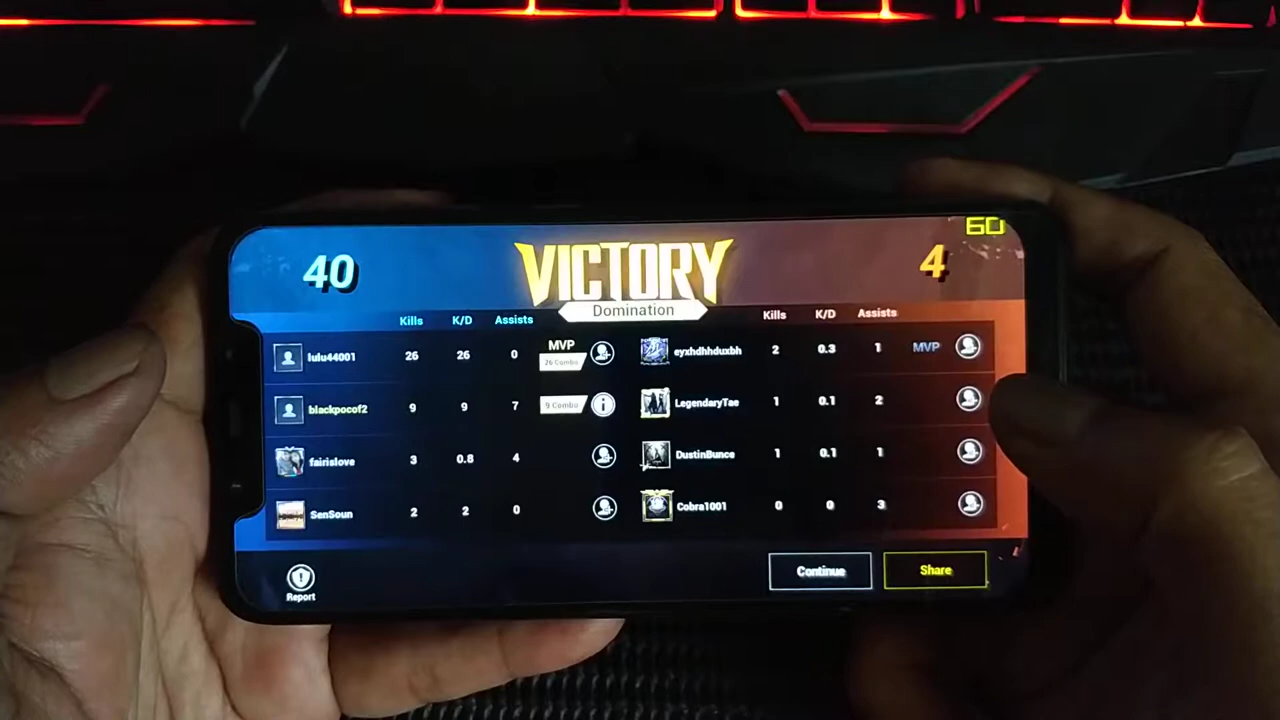 60
40 VICTORY 4
Domination
Kills K/D Assists Kills K/D Assists
lulu44001 26 26 0 MVP eyxhdhhduxbh 2 0.3 1 MVP
26 Combo
blackpocof2 9 9 7 9 Combo LegendaryTae 1 0.1 2
fairislove 3 0.8 4 DustinBunce 1 0.1 1
SenSoun 2 2 0 Cobra1001 0 0 3
Report Continue Share